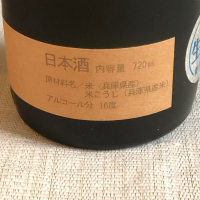 日本酒 内容量 720ml
原材料名／米（兵庫県産）
米こうじ（兵庫県産米）
アルコール分 16度